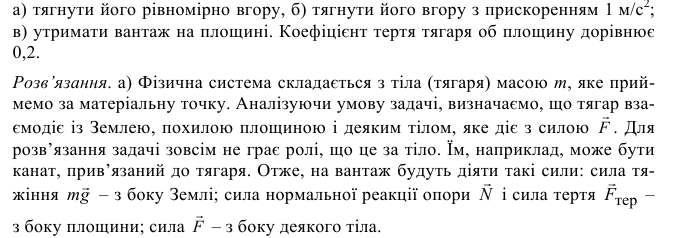 а) тягнути його рівномірно вгору, б) тягнути його вгору з прискоренням 1 м/с²;
в) утримати вантаж на площині. Коефіцієнт тертя тягаря об площину дорівнює
0,2.
Розв’язання. а) Фізична система складається з тіла (тягаря) масою m, яке прий-
мемо за матеріальну точку. Аналізуючи умову задачі, визначаємо, що тягар вза-
ємодіє із Землею, похилою площиною і деяким тілом, яке діє з силою F⃗. Для
розв’язання задачі зовсім не грає ролі, що це за тіло. Їм, наприклад, може бути
канат, прив’язаний до тягаря. Отже, на вантаж будуть діяти такі сили: сила тя-
жіння mg⃗ – з боку Землі; сила нормальної реакції опори N⃗ і сила тертя F⃗тер –
з боку площини; сила F⃗ – з боку деякого тіла.